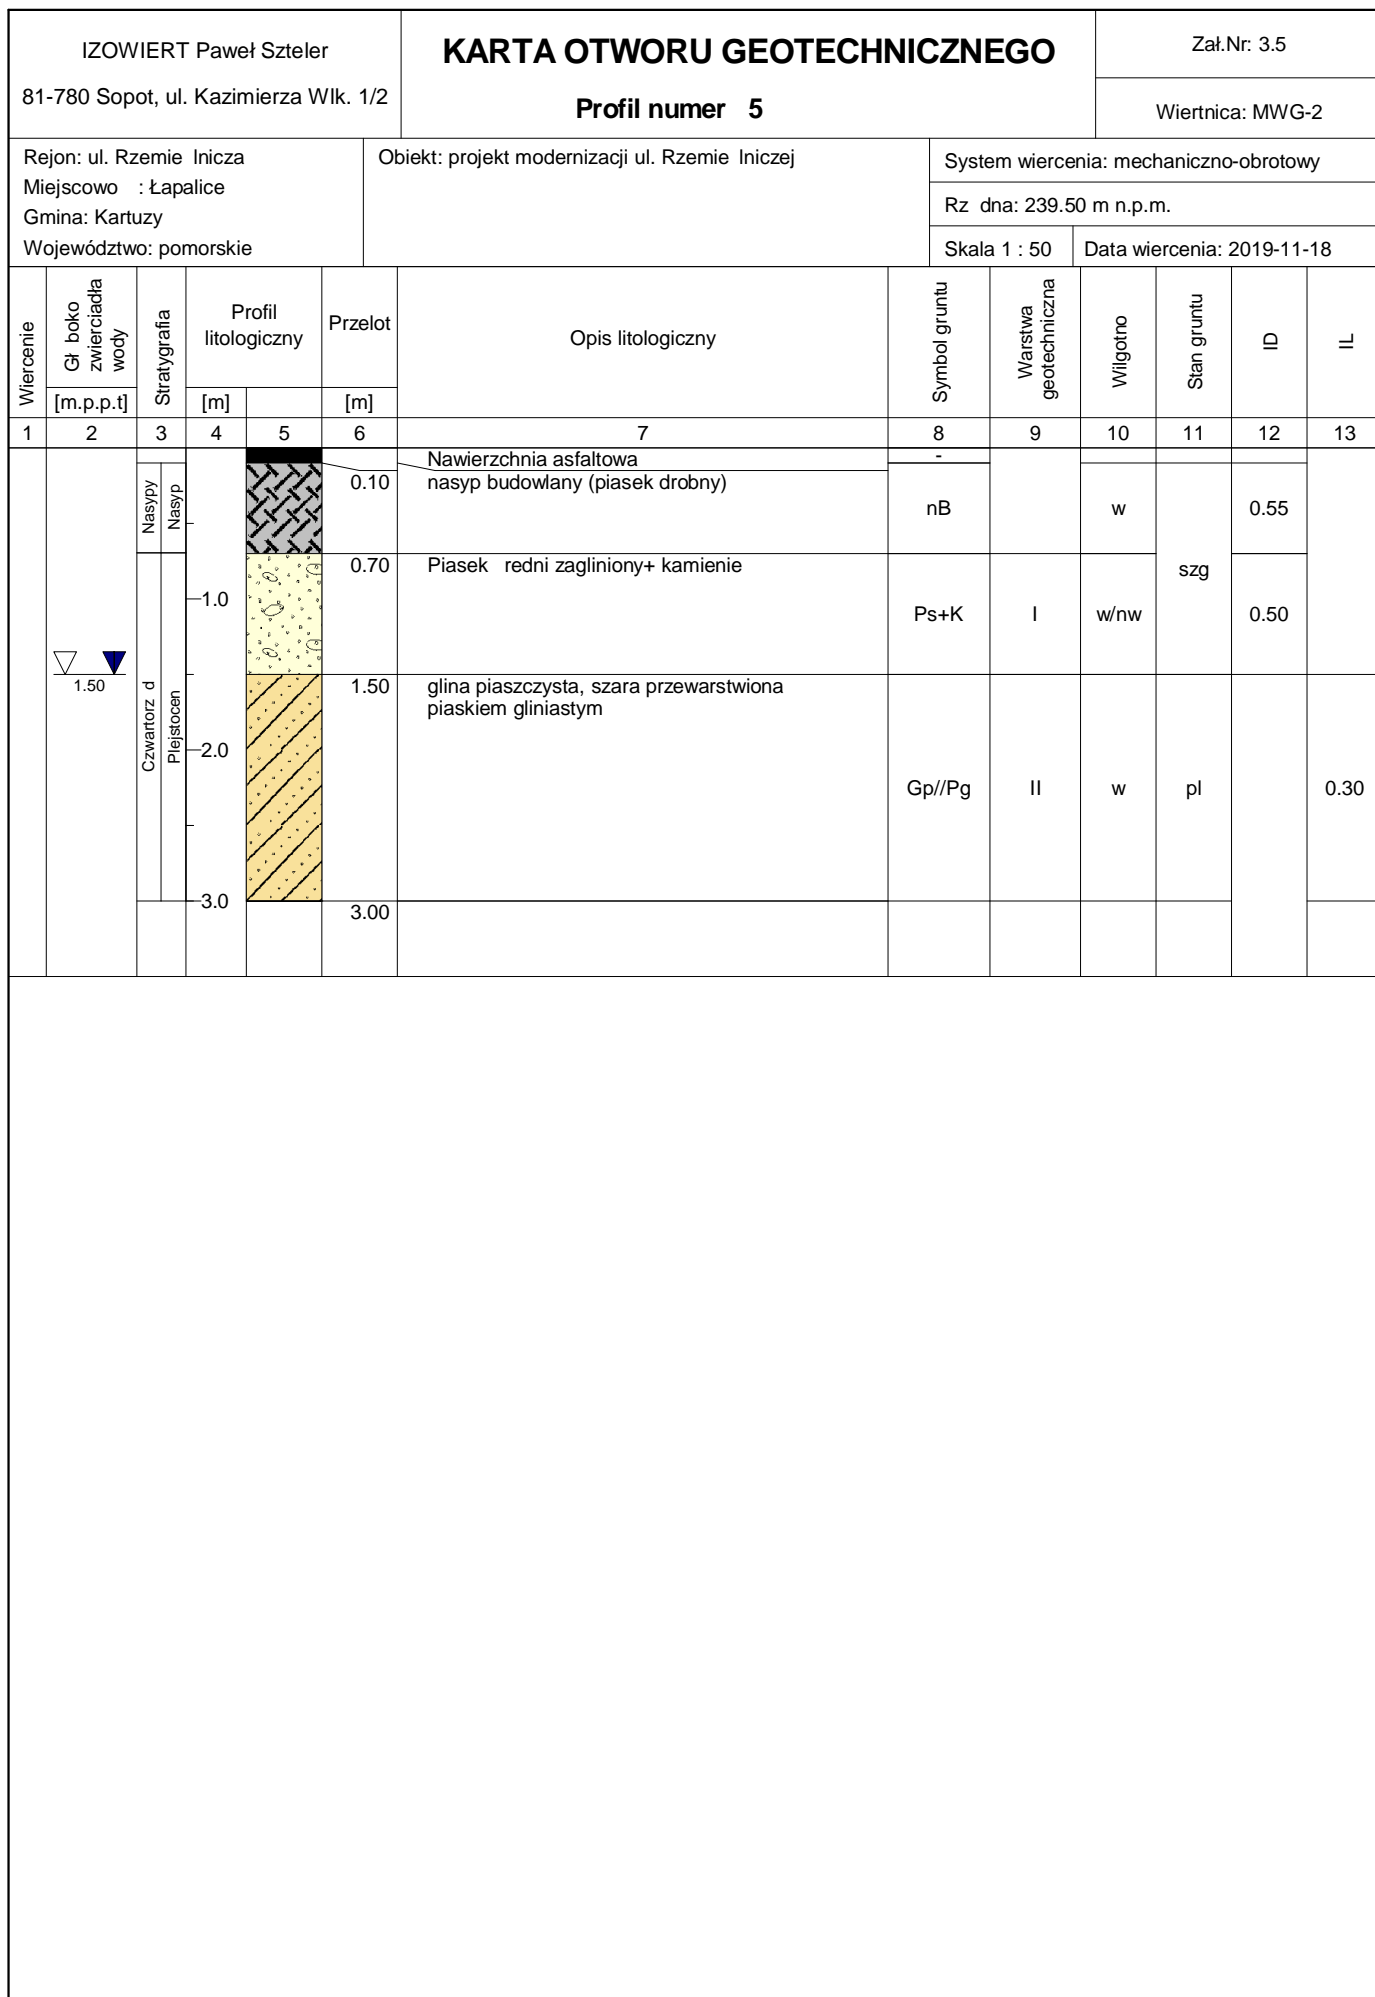 IZOWIERT Paweł Szteler
81-780 Sopot, ul. Kazimierza Wlk. 1/2
KARTA OTWORU GEOTECHNICZNEGO
Profil numer 5
Zał.Nr: 3.5
Wiertnica: MWG-2
Rejon: ul. Rzemie lnicza
Miejscowo : Łapalice
Gmina: Kartuzy
Województwo: pomorskie
Obiekt: projekt modernizacji ul. Rzemie lniczej
System wiercenia: mechaniczno-obrotowy
Rz dna: 239.50 m n.p.m.
Skala 1 : 50
Data wiercenia: 2019-11-18
Wiercenie
Gł boko
zwierciadła
wody
[m.p.p.t]
Stratygrafia
Profil
litologiczny
[m]
Przelot
[m]
Opis litologiczny
Symbol gruntu
Warstwa
geotechniczna
Wilgotno
Stan gruntu
ID
IL
1 2 3 4 5 6 7 8 9 10 11 12 13
Nawierzchnia asfaltowa
-
Nasypy
Nasyp
0.10
nasyp budowlany (piasek drobny)
nB
w
0.55
0.70
Piasek redni zagliniony+ kamienie
szg
1.0
Ps+K
I
w/nw
0.50
1.50
1.50
glina piaszczysta, szara przewarstwiona
piaskiem gliniastym
Czwartorz d
Plejstocen
2.0
Gp//Pg
II
w
pl
0.30
3.0
3.00